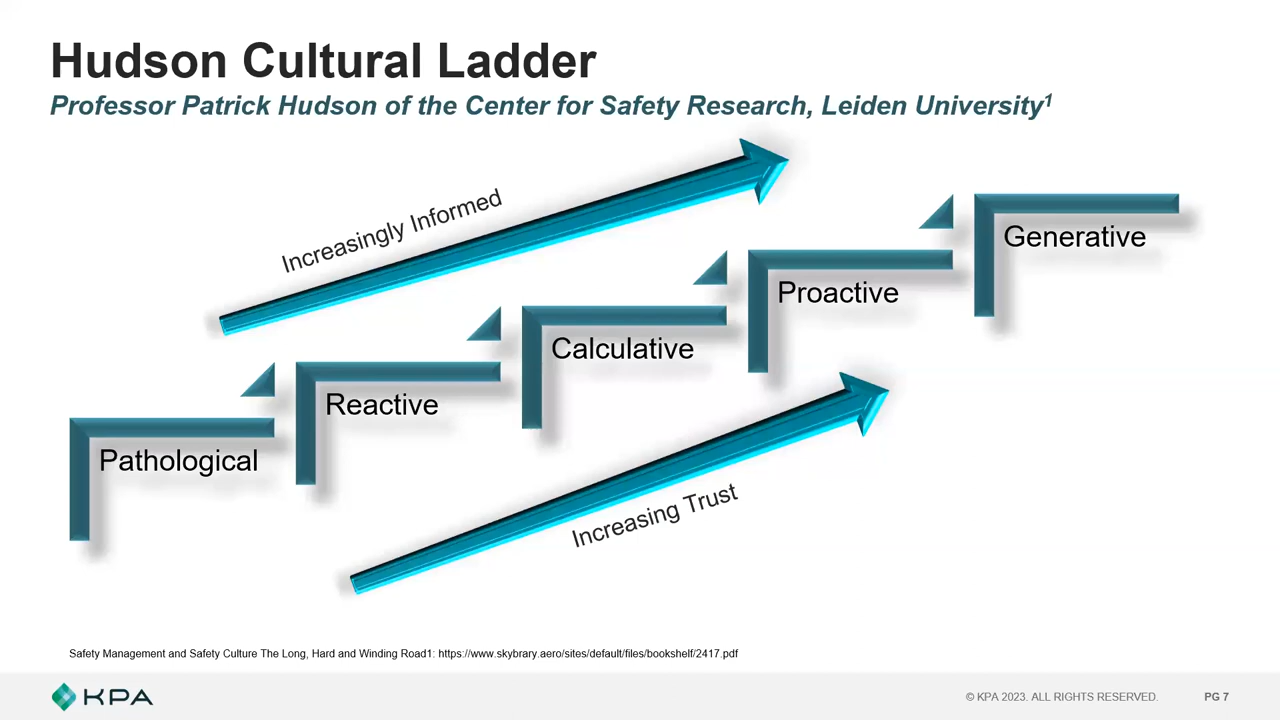 Hudson Cultural Ladder
Professor Patrick Hudson of the Center for Safety Research, Leiden University¹
Increasingly Informed
Generative
Proactive
Calculative
Reactive
Pathological
Increasing Trust
Safety Management and Safety Culture The Long, Hard and Winding Road1: https://www.skybrary.aero/sites/default/files/bookshelf/2417.pdf
KPA
© KPA 2023. ALL RIGHTS RESERVED.
PG 7